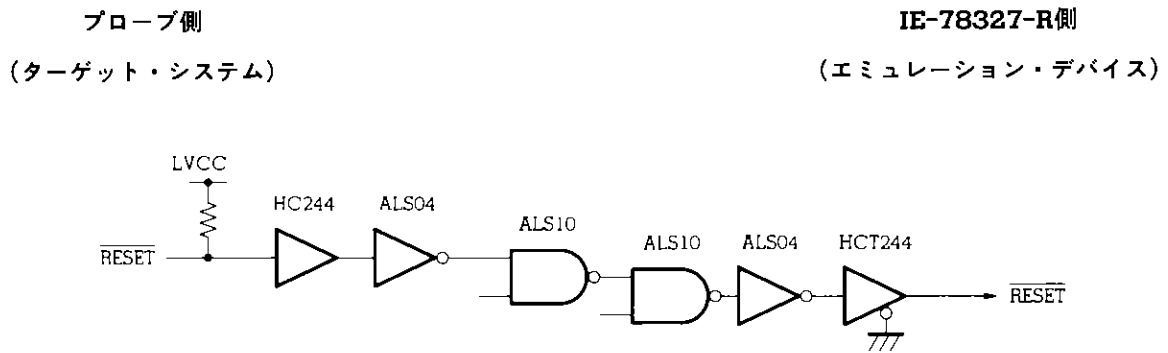 プローブ側
(ターゲット・システム)
IE-78327-R側
(エミュレーション・デバイス)
LVCC
HC244
ALS04
ALS10
ALS10
ALS04
HCT244
RESET
RESET